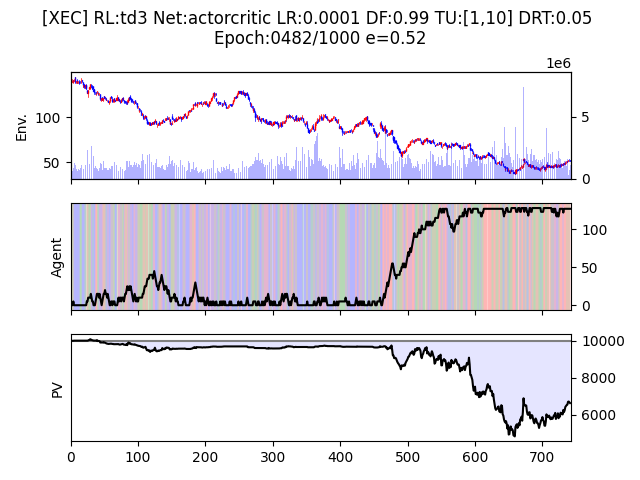 [XEC] RL:td3 Net:actorcritic LR:0.0001 DF:0.99 TU:[1,10] DRT:0.05
Epoch:0482/1000 e=0.52
1e6
Env.
100
50
5
0
Agent
100
50
0
PV
10000
8000
6000
0 100 200 300 400 500 600 700